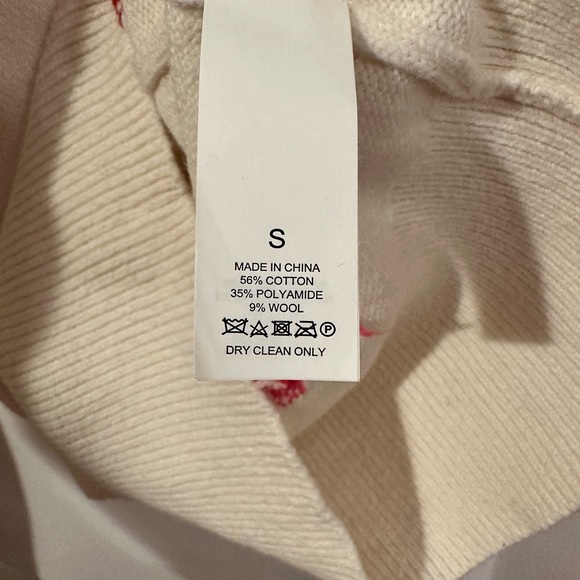 S
MADE IN CHINA
56% COTTON
35% POLYAMIDE
9% WOOL
P
DRY CLEAN ONLY